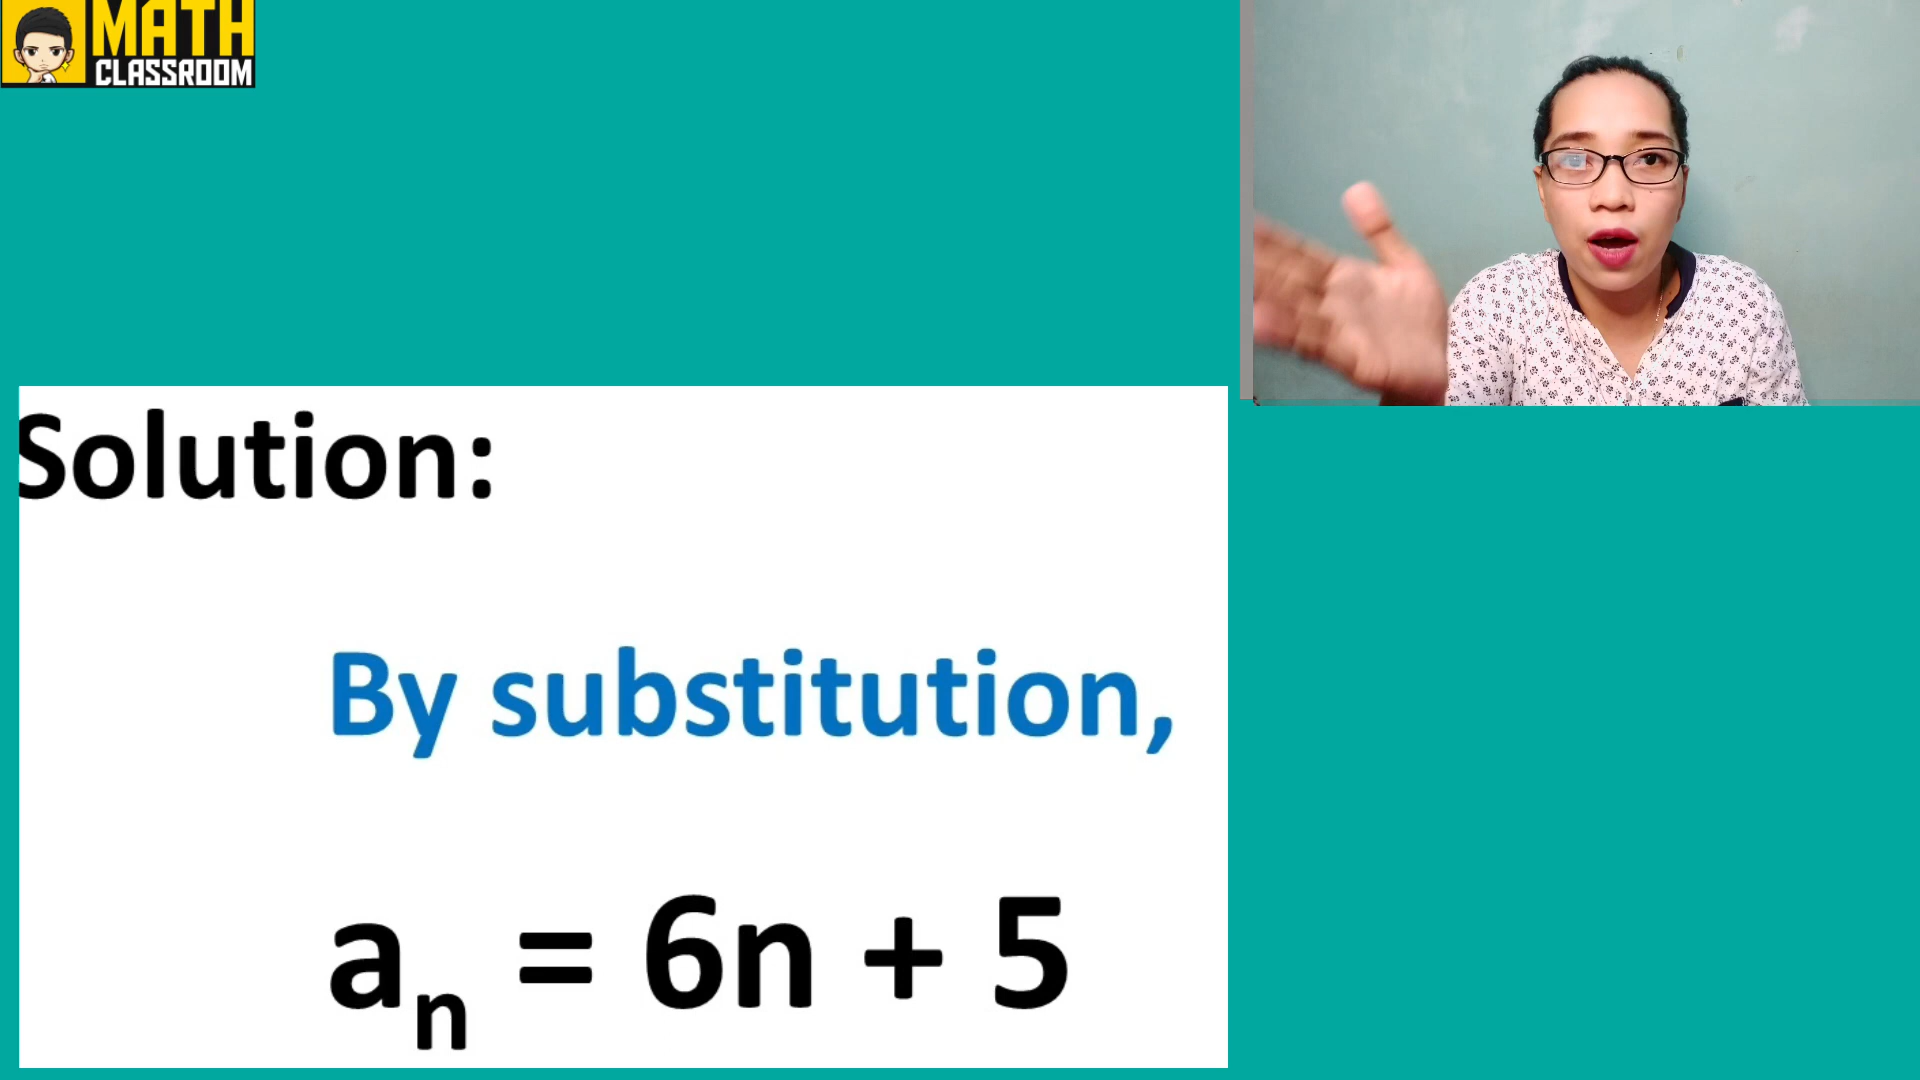 MATH
CLASSROOM
Solution:
By substitution,
aₙ = 6n + 5